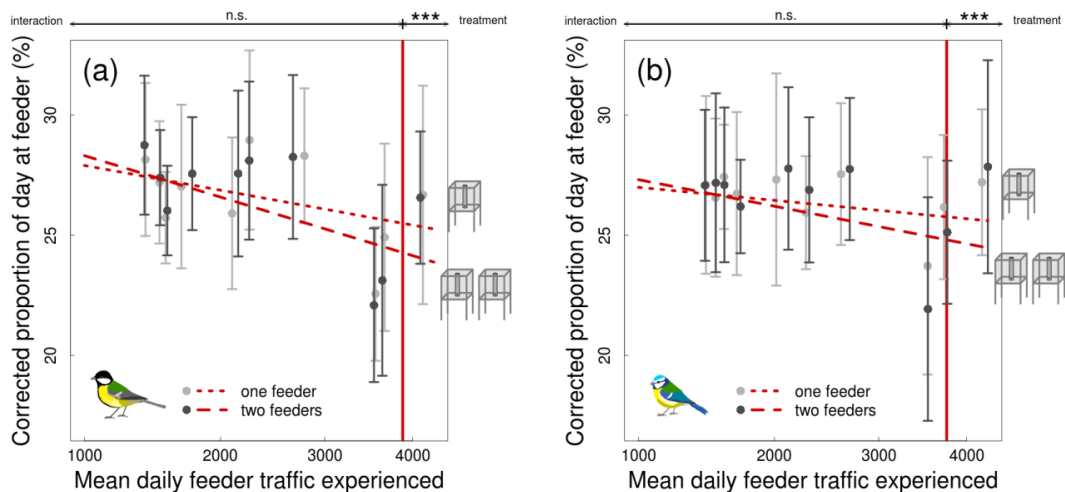 interaction n.s. *** treatment
(a)
Corrected proportion of day at feeder (%)
30
25
20
one feeder
two feeders
1000 2000 3000 4000
Mean daily feeder traffic experienced
interaction n.s. *** treatment
(b)
Corrected proportion of day at feeder (%)
30
25
20
one feeder
two feeders
1000 2000 3000 4000
Mean daily feeder traffic experienced